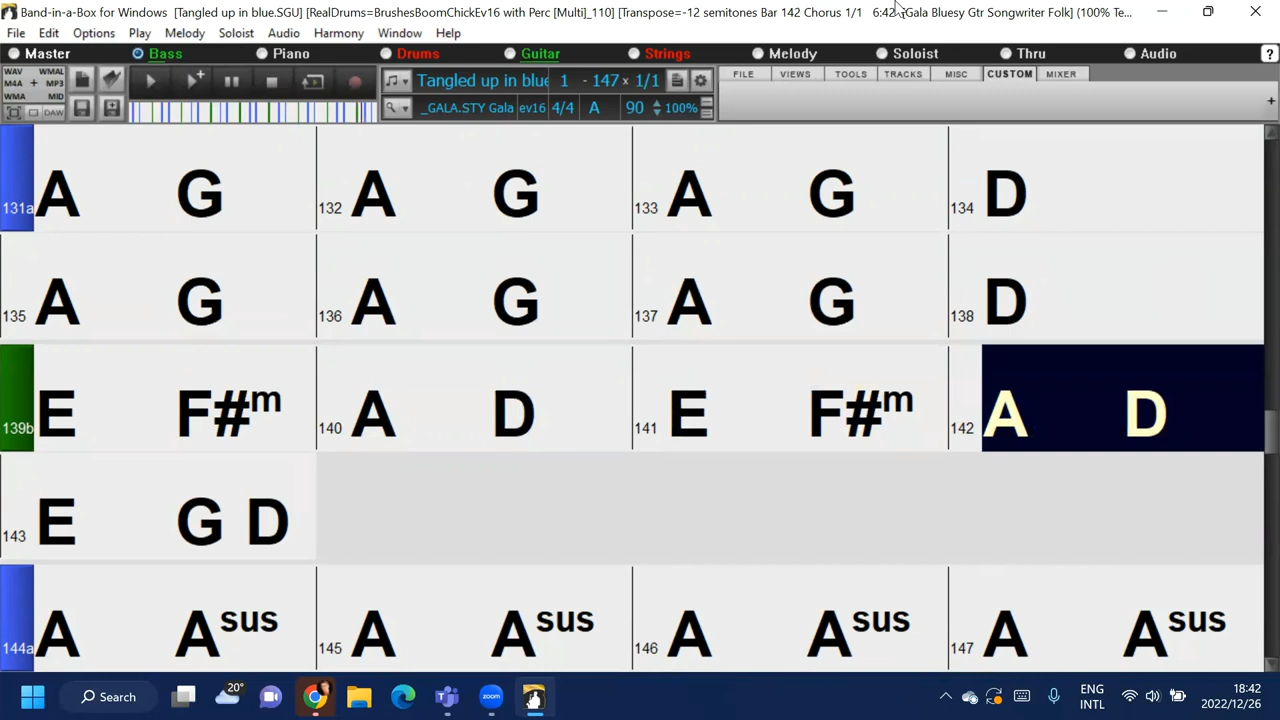 Band-in-a-Box for Windows [Tangled up in blue.SGU] [RealDrums=BrushesBoomChickEv16 with Perc [Multi]_110] [Transpose=-12 semitones Bar 142 Chorus 1/1 6:42 (Gala Bluesy Gtr Songwriter Folk] (100% Te...
File Edit Options Play Melody Soloist Audio Harmony Window Help
Master Bass Piano Drums Guitar Strings Melody Soloist Thru Audio ?
WAV WMAL
M4A + MP3
WMA MID
DAW
Tangled up in blue 1 - 147 x 1/1
_GALA.STY Gala ev16 4/4 A 90 100%
FILE VIEWS TOOLS TRACKS MISC CUSTOM MIXER
+
131a A G 132 A G 133 A G 134 D
135 A G 136 A G 137 A G 138 D
139b E F#m 140 A D 141 E F#m 142 A D
143 E G D
144a A Asus 145 A Asus 146 A Asus 147 A Asus
Search
20°
zoom
ENG
INTL
18:42
2022/12/26